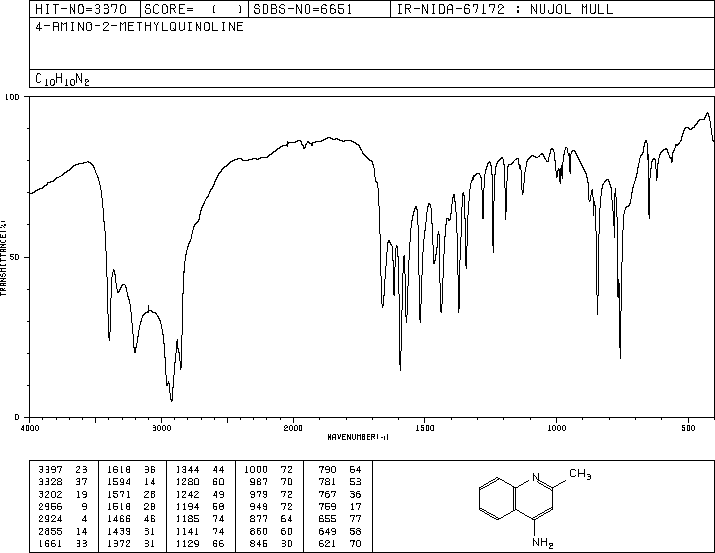 HIT-NO=3370 |SCORE= ( )|SDBS-NO=6651 |IR-NIDA-67172 : NUJOL MULL
4-AMINO-2-METHYLQUINOLINE
C10H10N2
100
50
0
TRANSMITTANCE(%)
4000 3000 2000 1500 1000 500
WAVENUMBER(-1)
3397 23 1618 36 1344 44 1000 72 790 64
3328 37 1594 14 1280 60 987 70 781 53
3202 19 1571 28 1242 49 979 72 767 36
2956 9 1518 28 1194 58 949 72 759 17
2924 4 1466 46 1185 74 877 64 655 77
2855 14 1439 31 1141 74 860 60 649 58
1661 33 1372 31 1129 66 846 30 621 70
N
CH3
NH2